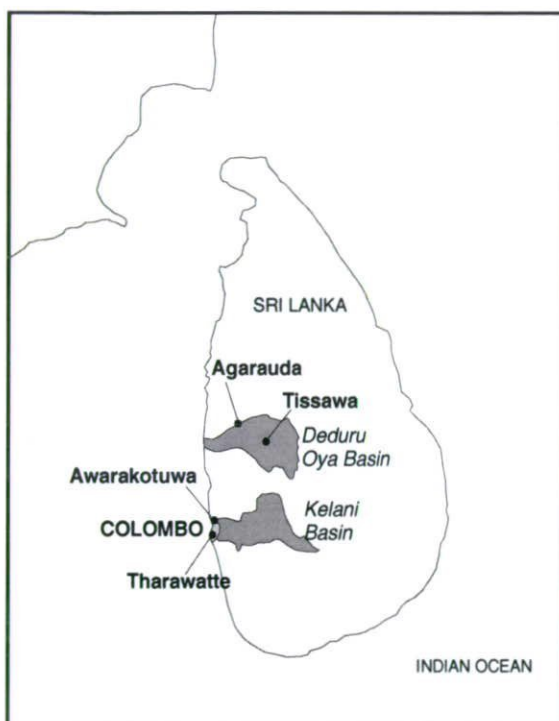 SRI LANKA
Agarauda
Tissawa
Deduru
Oya Basin
Awarakotuwa
COLOMBO
Kelani
Basin
Tharawatte
INDIAN OCEAN